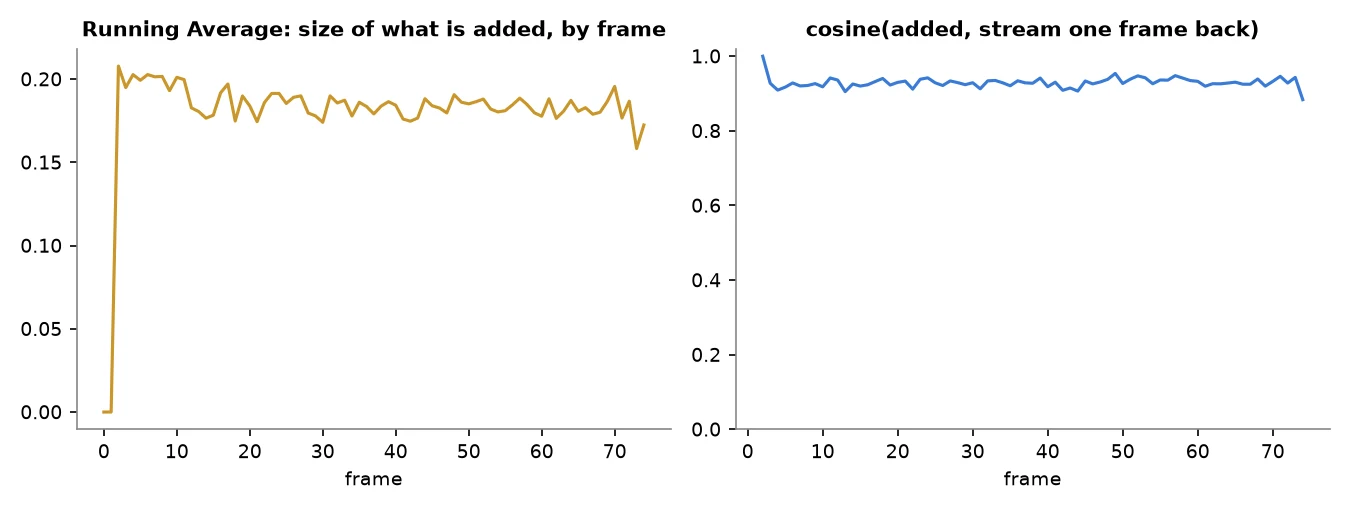 Running Average: size of what is added, by frame
0.20
0.15
0.10
0.05
0.00
0 10 20 30 40 50 60 70
frame
cosine(added, stream one frame back)
1.0
0.8
0.6
0.4
0.2
0.0
0 10 20 30 40 50 60 70
frame